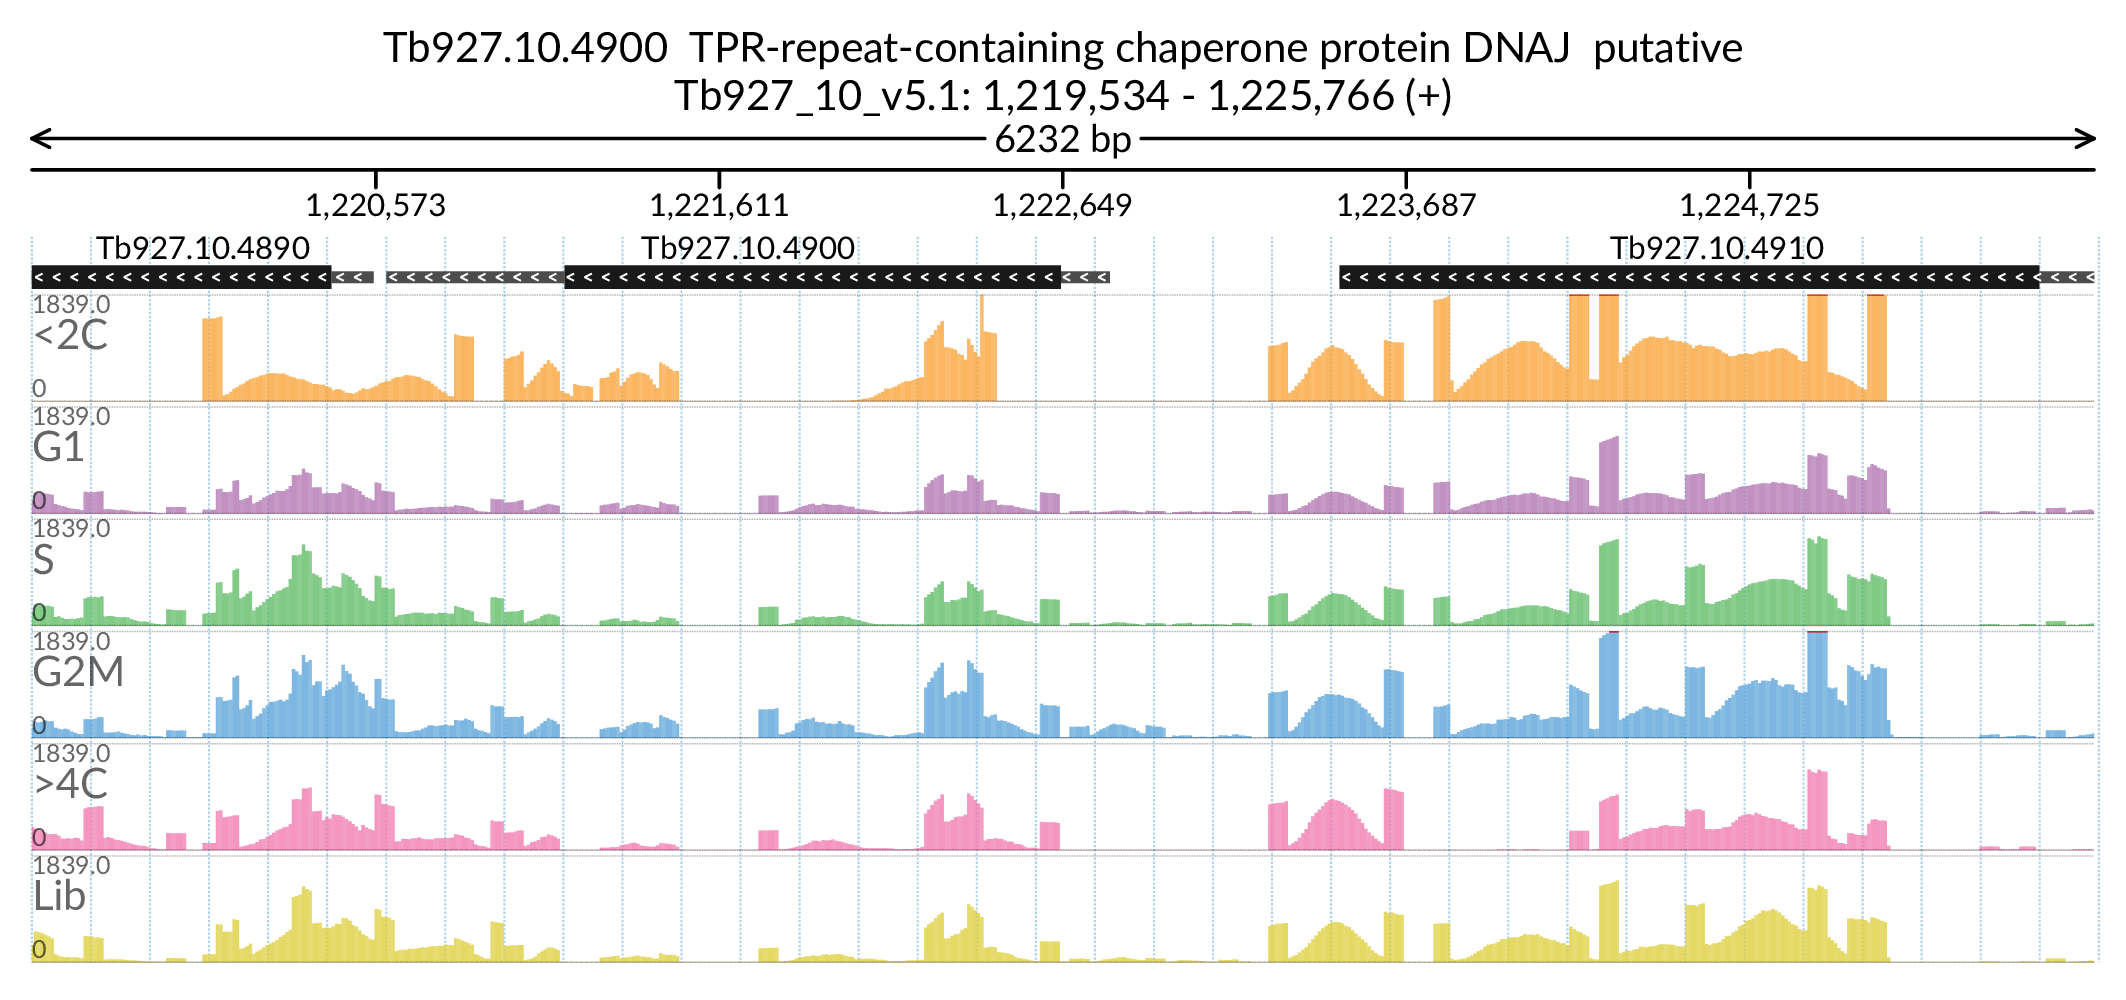 Tb927.10.4900  TPR-repeat-containing chaperone protein DNAJ  putative
Tb927_10_v5.1: 1,219,534 - 1,225,766 (+)
6232 bp
1,220,573 1,221,611 1,222,649 1,223,687 1,224,725
Tb927.10.4890 Tb927.10.4900 Tb927.10.4910
1839.0
<2C
0
1839.0
G1
0
1839.0
S
0
1839.0
G2M
0
1839.0
>4C
0
1839.0
Lib
0